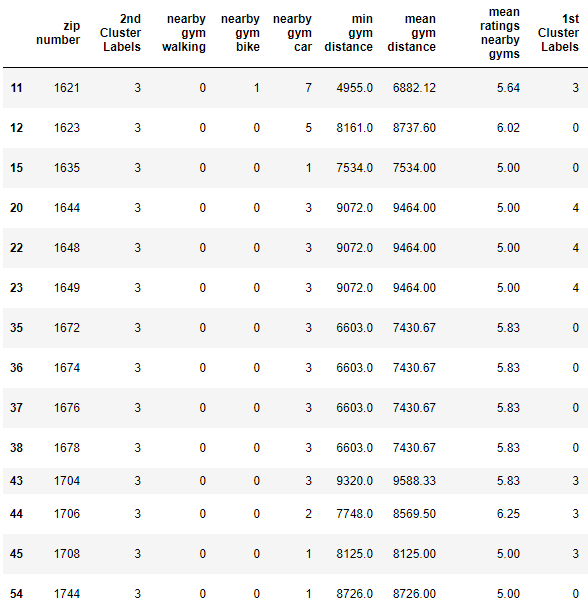 zip number 2nd Cluster Labels nearby gym walking nearby gym bike nearby gym car min gym distance mean gym distance mean ratings nearby gyms 1st Cluster Labels
11 1621 3 0 1 7 4955.0 6882.12 5.64 3
12 1623 3 0 0 5 8161.0 8737.60 6.02 0
15 1635 3 0 0 1 7534.0 7534.00 5.00 0
20 1644 3 0 0 3 9072.0 9464.00 5.00 4
22 1648 3 0 0 3 9072.0 9464.00 5.00 4
23 1649 3 0 0 3 9072.0 9464.00 5.00 4
35 1672 3 0 0 3 6603.0 7430.67 5.83 0
36 1674 3 0 0 3 6603.0 7430.67 5.83 0
37 1676 3 0 0 3 6603.0 7430.67 5.83 0
38 1678 3 0 0 3 6603.0 7430.67 5.83 0
43 1704 3 0 0 3 9320.0 9588.33 5.83 3
44 1706 3 0 0 2 7748.0 8569.50 6.25 3
45 1708 3 0 0 1 8125.0 8125.00 5.00 3
54 1744 3 0 0 1 8726.0 8726.00 5.00 0